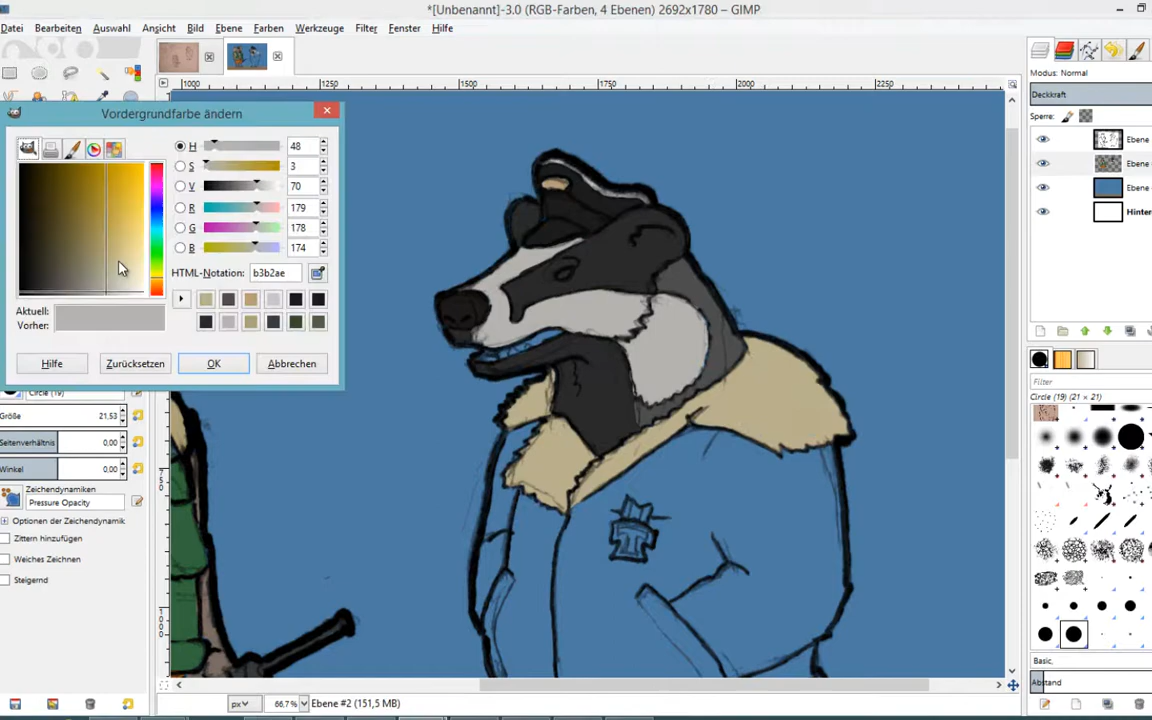 *[Unbenannt]-3.0 (RGB-Farben, 4 Ebenen) 2692x1780 – GIMP
Datei Bearbeiten Auswahl Ansicht Bild Ebene Farben Werkzeuge Filter Fenster Hilfe
1000 1250 1500 1750 2000 2250
Modus: Normal
Deckkraft
Sperre:
Ebene
Ebene
Ebene
Hinter
Vordergrundfarbe ändern
H 48
S 3
V 70
R 179
G 178
B 174
HTML-Notation: b3b2ae
Aktuell:
Vorher:
Hilfe Zurücksetzen OK Abbrechen
Circle (19)
Größe 21,53
Seitenverhältnis 0,00
Winkel 0,00
Zeichendynamiken
Pressure Opacity
Optionen der Zeichendynamik
Zittern hinzufügen
Weiches Zeichnen
Steigernd
750
1000
Filter
Circle (19) (21 × 21)
Basic,
Abstand
px 66,7% Ebene #2 (151,5 MB)